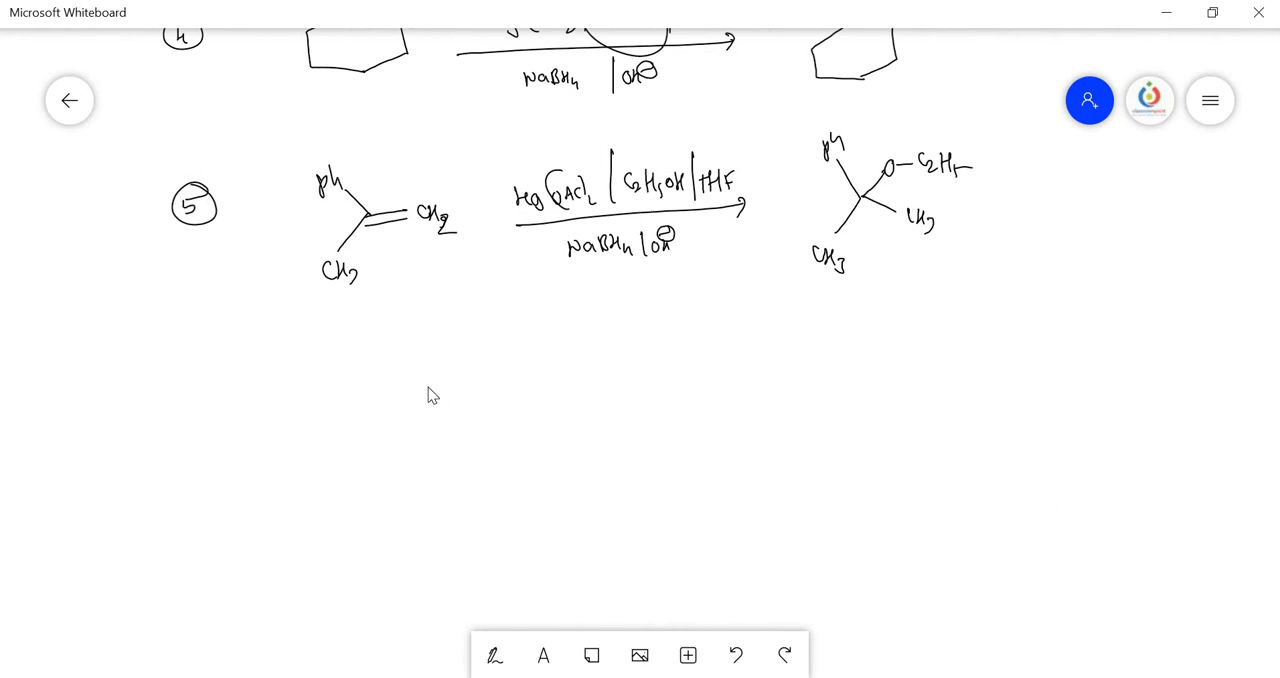 Microsoft Whiteboard
4
NaBH4 | OH⊖
5
Ph
CH3
CH2
Hg(OAc)2 | C2H5OH | THF
NaBH4 | OH⊖
Ph
O-C2H5
CH3
CH3